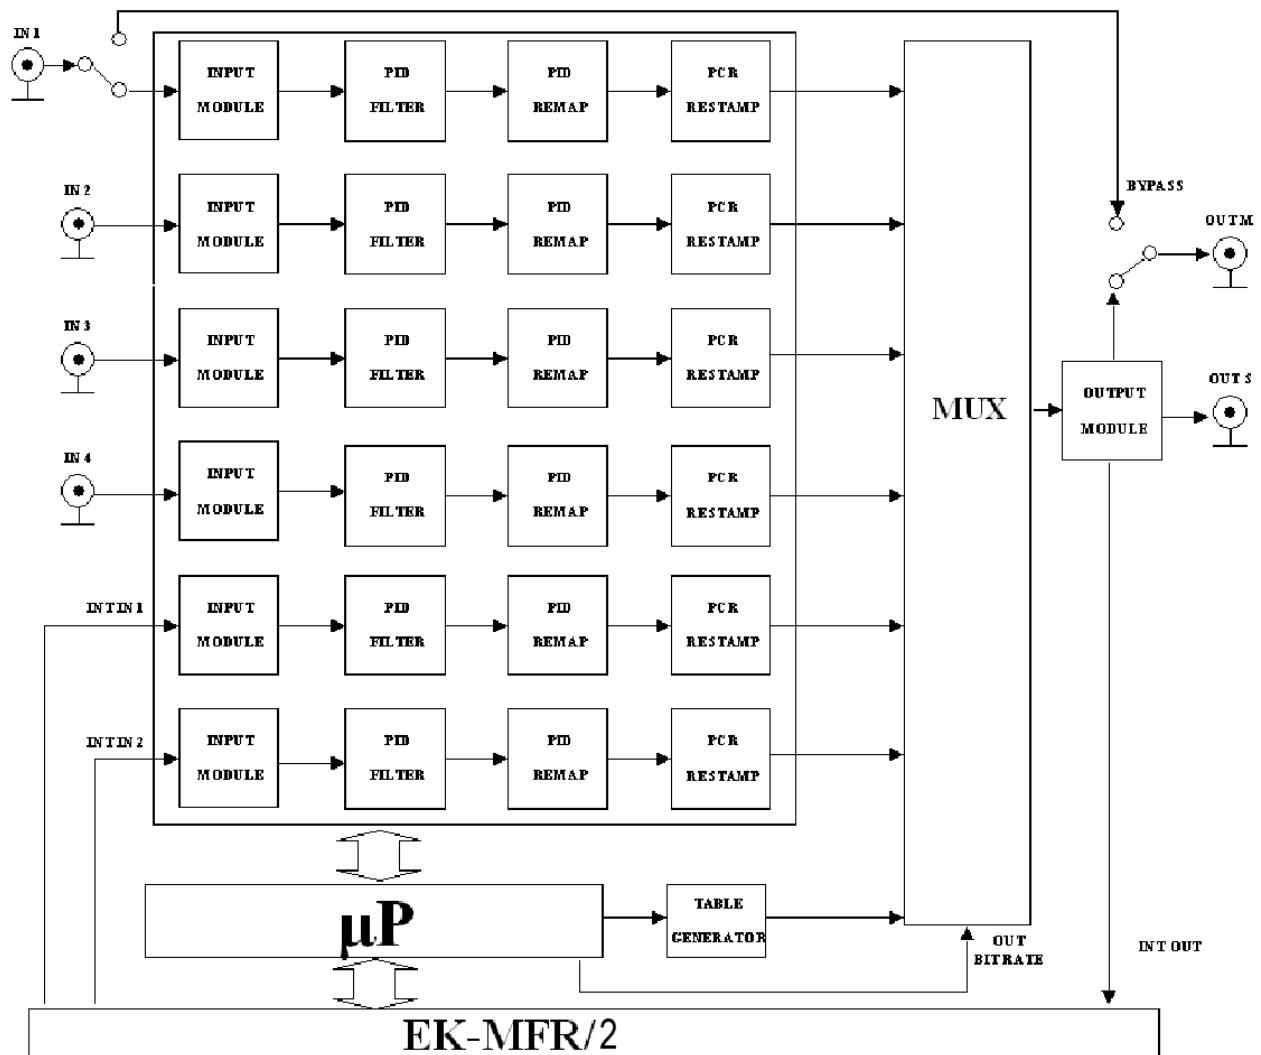 IN 1
INPUT
MODULE
PID
FILTER
PID
REMAP
PCR
RESTAMP
IN 2
INPUT
MODULE
PID
FILTER
PID
REMAP
PCR
RESTAMP
BYPASS
OUT M
IN 3
INPUT
MODULE
PID
FILTER
PID
REMAP
PCR
RESTAMP
MUX
OUTPUT
MODULE
OUT S
IN 4
INPUT
MODULE
PID
FILTER
PID
REMAP
PCR
RESTAMP
INT IN 1
INPUT
MODULE
PID
FILTER
PID
REMAP
PCR
RESTAMP
INT IN 2
INPUT
MODULE
PID
FILTER
PID
REMAP
PCR
RESTAMP
µP
TABLE
GENERATOR
OUT
BITRATE
INT OUT
EK-MFR/2